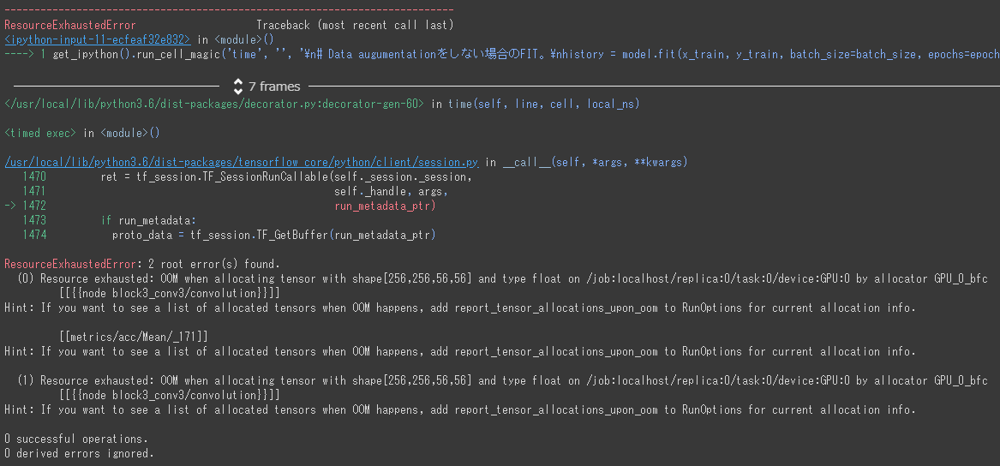 ---------------------------------------------------------------------------
ResourceExhaustedError                    Traceback (most recent call last)
<ipython-input-11-ecfeaf32e832> in <module>()
----> 1 get_ipython().run_cell_magic('time', '', '\n# Data augumentationをしない場合のFIT。\nhistory = model.fit(x_train, y_train, batch_size=batch_size, epochs=epoch
7 frames
</usr/local/lib/python3.6/dist-packages/decorator.py:decorator-gen-60> in time(self, line, cell, local_ns)
<timed exec> in <module>()
/usr/local/lib/python3.6/dist-packages/tensorflow_core/python/client/session.py in __call__(self, *args, **kwargs)
   1470         ret = tf_session.TF_SessionRunCallable(self._session._session,
   1471                                                self._handle, args,
-> 1472                                                run_metadata_ptr)
   1473         if run_metadata:
   1474           proto_data = tf_session.TF_GetBuffer(run_metadata_ptr)
ResourceExhaustedError: 2 root error(s) found.
  (0) Resource exhausted: OOM when allocating tensor with shape[256,256,56,56] and type float on /job:localhost/replica:0/task:0/device:GPU:0 by allocator GPU_0_bfc
	 [[{{node block3_conv3/convolution}}]]
Hint: If you want to see a list of allocated tensors when OOM happens, add report_tensor_allocations_upon_oom to RunOptions for current allocation info.
	 [[metrics/acc/Mean/_171]]
Hint: If you want to see a list of allocated tensors when OOM happens, add report_tensor_allocations_upon_oom to RunOptions for current allocation info.
  (1) Resource exhausted: OOM when allocating tensor with shape[256,256,56,56] and type float on /job:localhost/replica:0/task:0/device:GPU:0 by allocator GPU_0_bfc
	 [[{{node block3_conv3/convolution}}]]
Hint: If you want to see a list of allocated tensors when OOM happens, add report_tensor_allocations_upon_oom to RunOptions for current allocation info.
0 successful operations.
0 derived errors ignored.